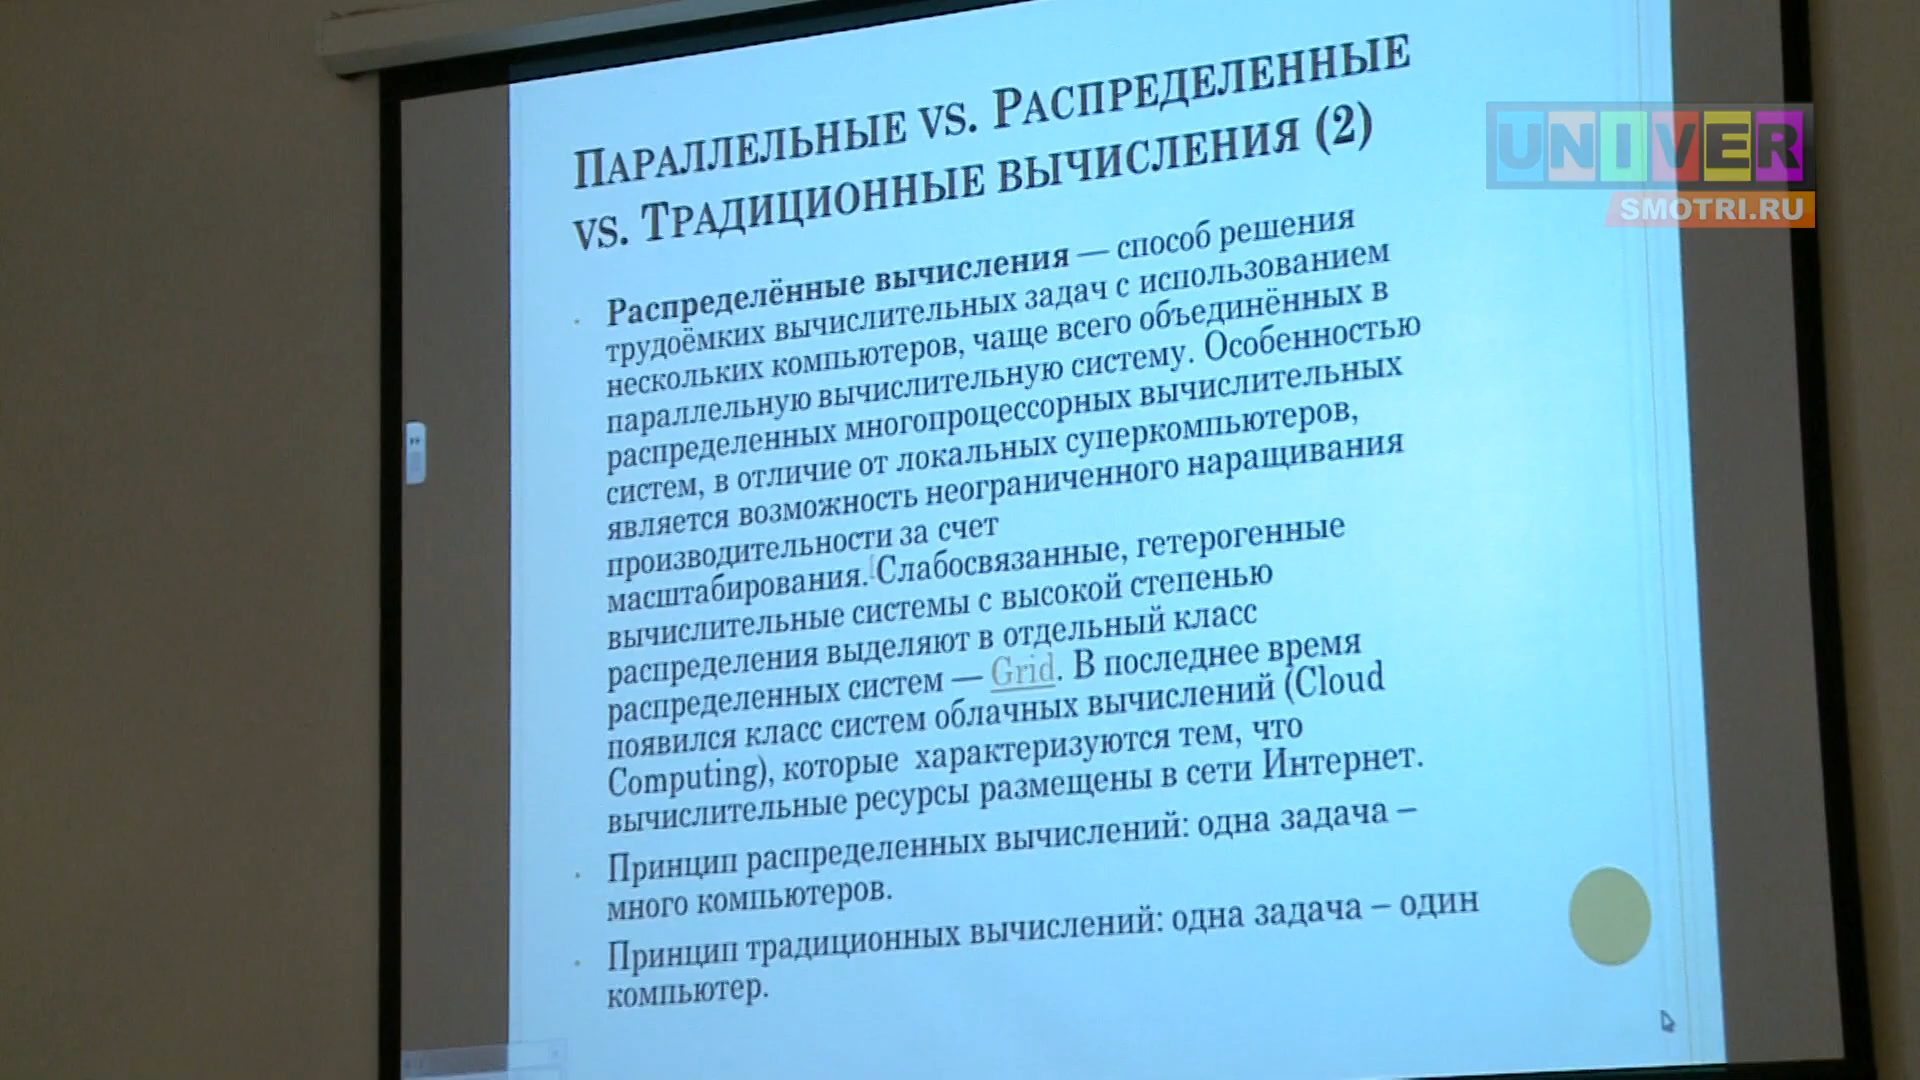 ПАРАЛЛЕЛЬНЫЕ VS. РАСПРЕДЕЛЕННЫЕ
VS. ТРАДИЦИОННЫЕ ВЫЧИСЛЕНИЯ (2)
UNIVER
SMOTRI.RU
Распределённые вычисления — способ решения
трудоёмких вычислительных задач с использованием
нескольких компьютеров, чаще всего объединённых в
параллельную вычислительную систему. Особенностью
распределенных многопроцессорных вычислительных
систем, в отличие от локальных суперкомпьютеров,
является возможность неограниченного наращивания
производительности за счет
масштабирования. Слабосвязанные, гетерогенные
вычислительные системы с высокой степенью
распределения выделяют в отдельный класс
распределенных систем — Grid. В последнее время
появился класс систем облачных вычислений (Cloud
Computing), которые характеризуются тем, что
вычислительные ресурсы размещены в сети Интернет.
Принцип распределенных вычислений: одна задача –
много компьютеров.
Принцип традиционных вычислений: одна задача – один
компьютер.